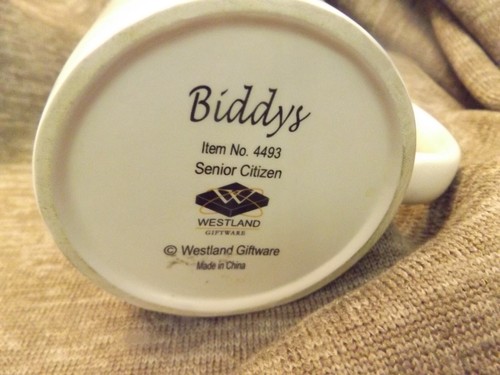 Biddys
Item No. 4493
Senior Citizen
W
WESTLAND
GIFTWARE
© Westland Giftware
Made in China